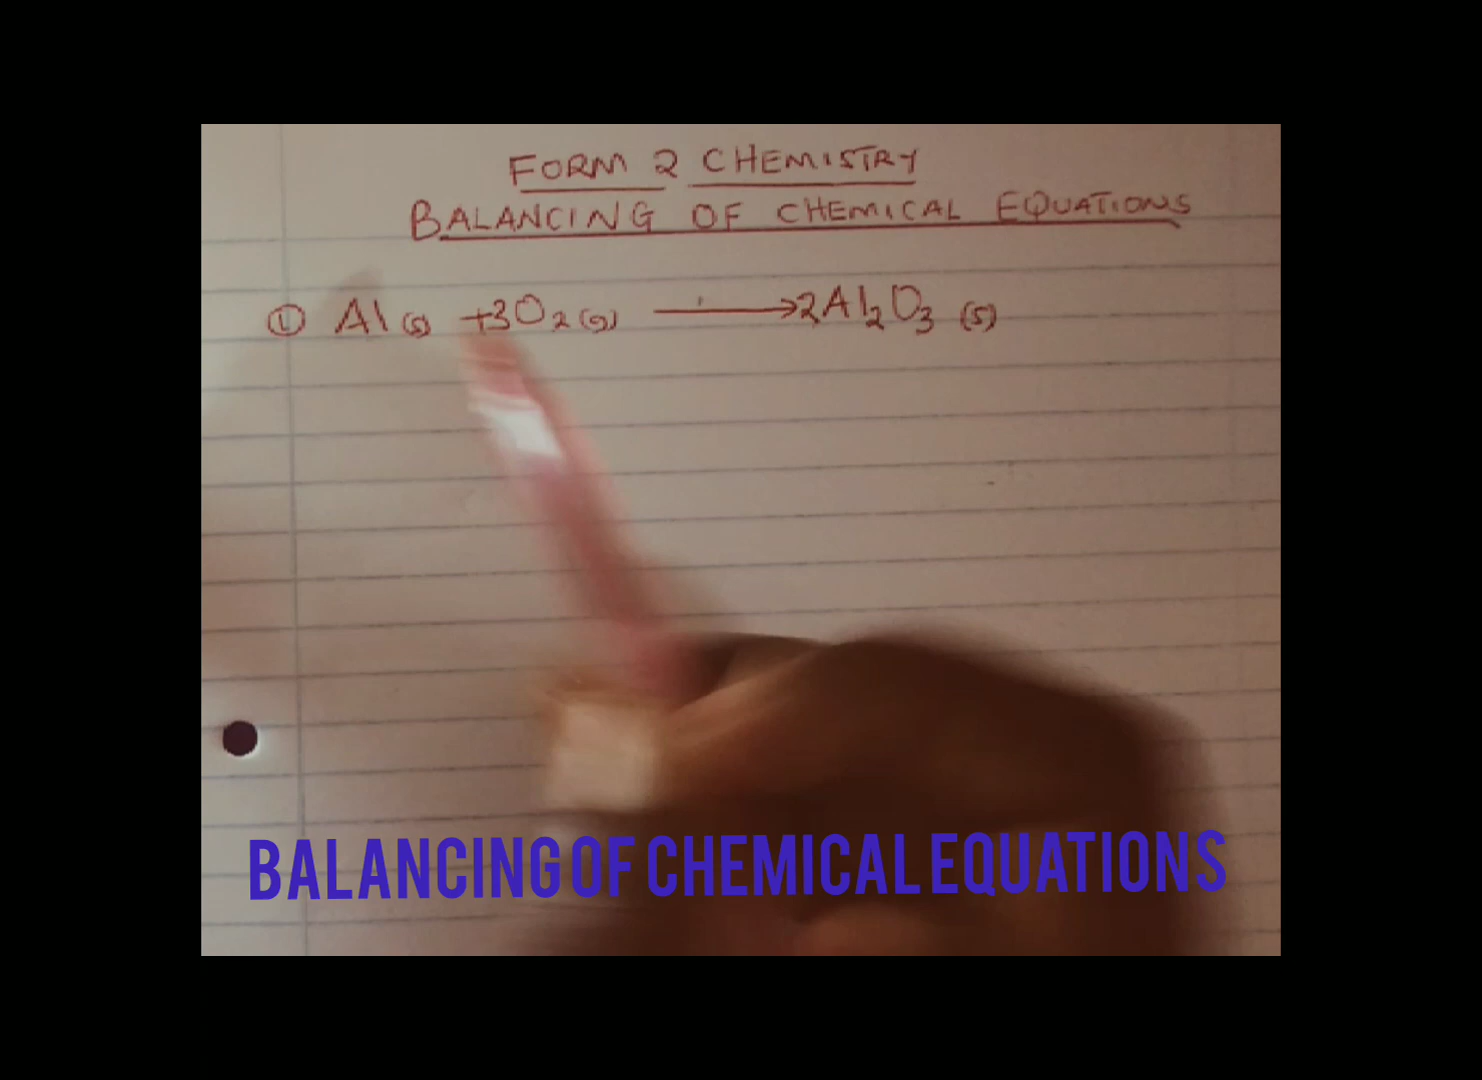 FORM 2 CHEMISTRY
BALANCING OF CHEMICAL EQUATIONS
① Al(s) +3O₂(g) ⟶ 2Al₂O₃ (s)
BALANCING OF CHEMICAL EQUATIONS